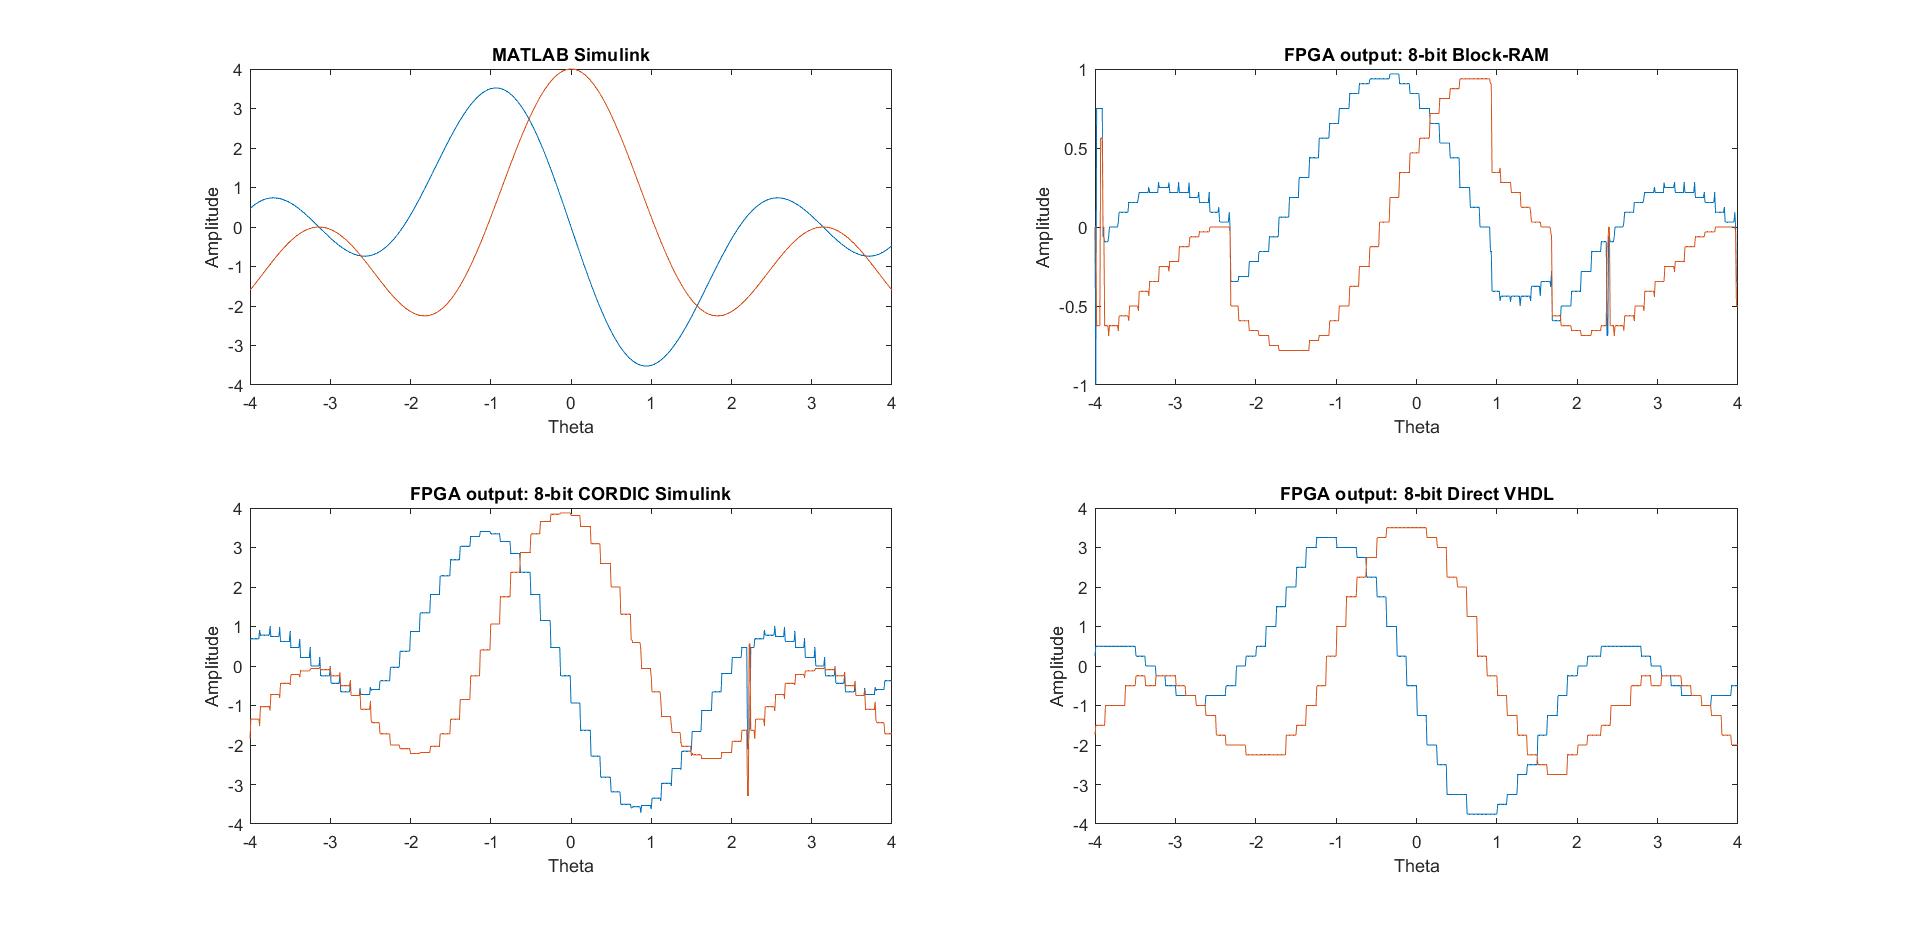 MATLAB Simulink
4
3
2
1
0
-1
-2
-3
-4
Amplitude
-4 -3 -2 -1 0 1 2 3 4
Theta
FPGA output: 8-bit Block-RAM
1
0.5
0
-0.5
-1
Amplitude
-4 -3 -2 -1 0 1 2 3 4
Theta
FPGA output: 8-bit CORDIC Simulink
4
3
2
1
0
-1
-2
-3
-4
Amplitude
-4 -3 -2 -1 0 1 2 3 4
Theta
FPGA output: 8-bit Direct VHDL
4
3
2
1
0
-1
-2
-3
-4
Amplitude
-4 -3 -2 -1 0 1 2 3 4
Theta